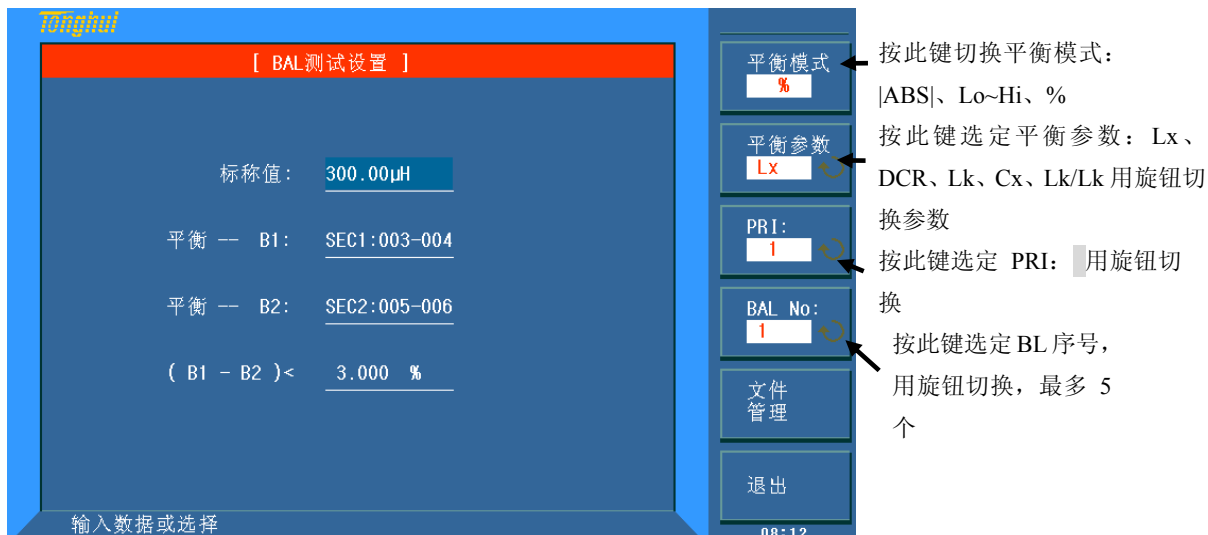 Tonghui
[ BAL测试设置 ]
标称值: 300.00µH
平衡 -- B1: SEC1:003-004
平衡 -- B2: SEC2:005-006
( B1 - B2 )< 3.000 %
输入数据或选择
平衡模式
%
平衡参数
Lx
PRI:
1
BAL No:
1
文件
管理
退出
08:12
按此键切换平衡模式：
|ABS|、Lo~Hi、%
按此键选定平衡参数：Lx、
DCR、Lk、Cx、Lk/Lk 用旋钮切
换参数
按此键选定 PRI： 用旋钮切
换
按此键选定 BL 序号，
用旋钮切换，最多 5
个